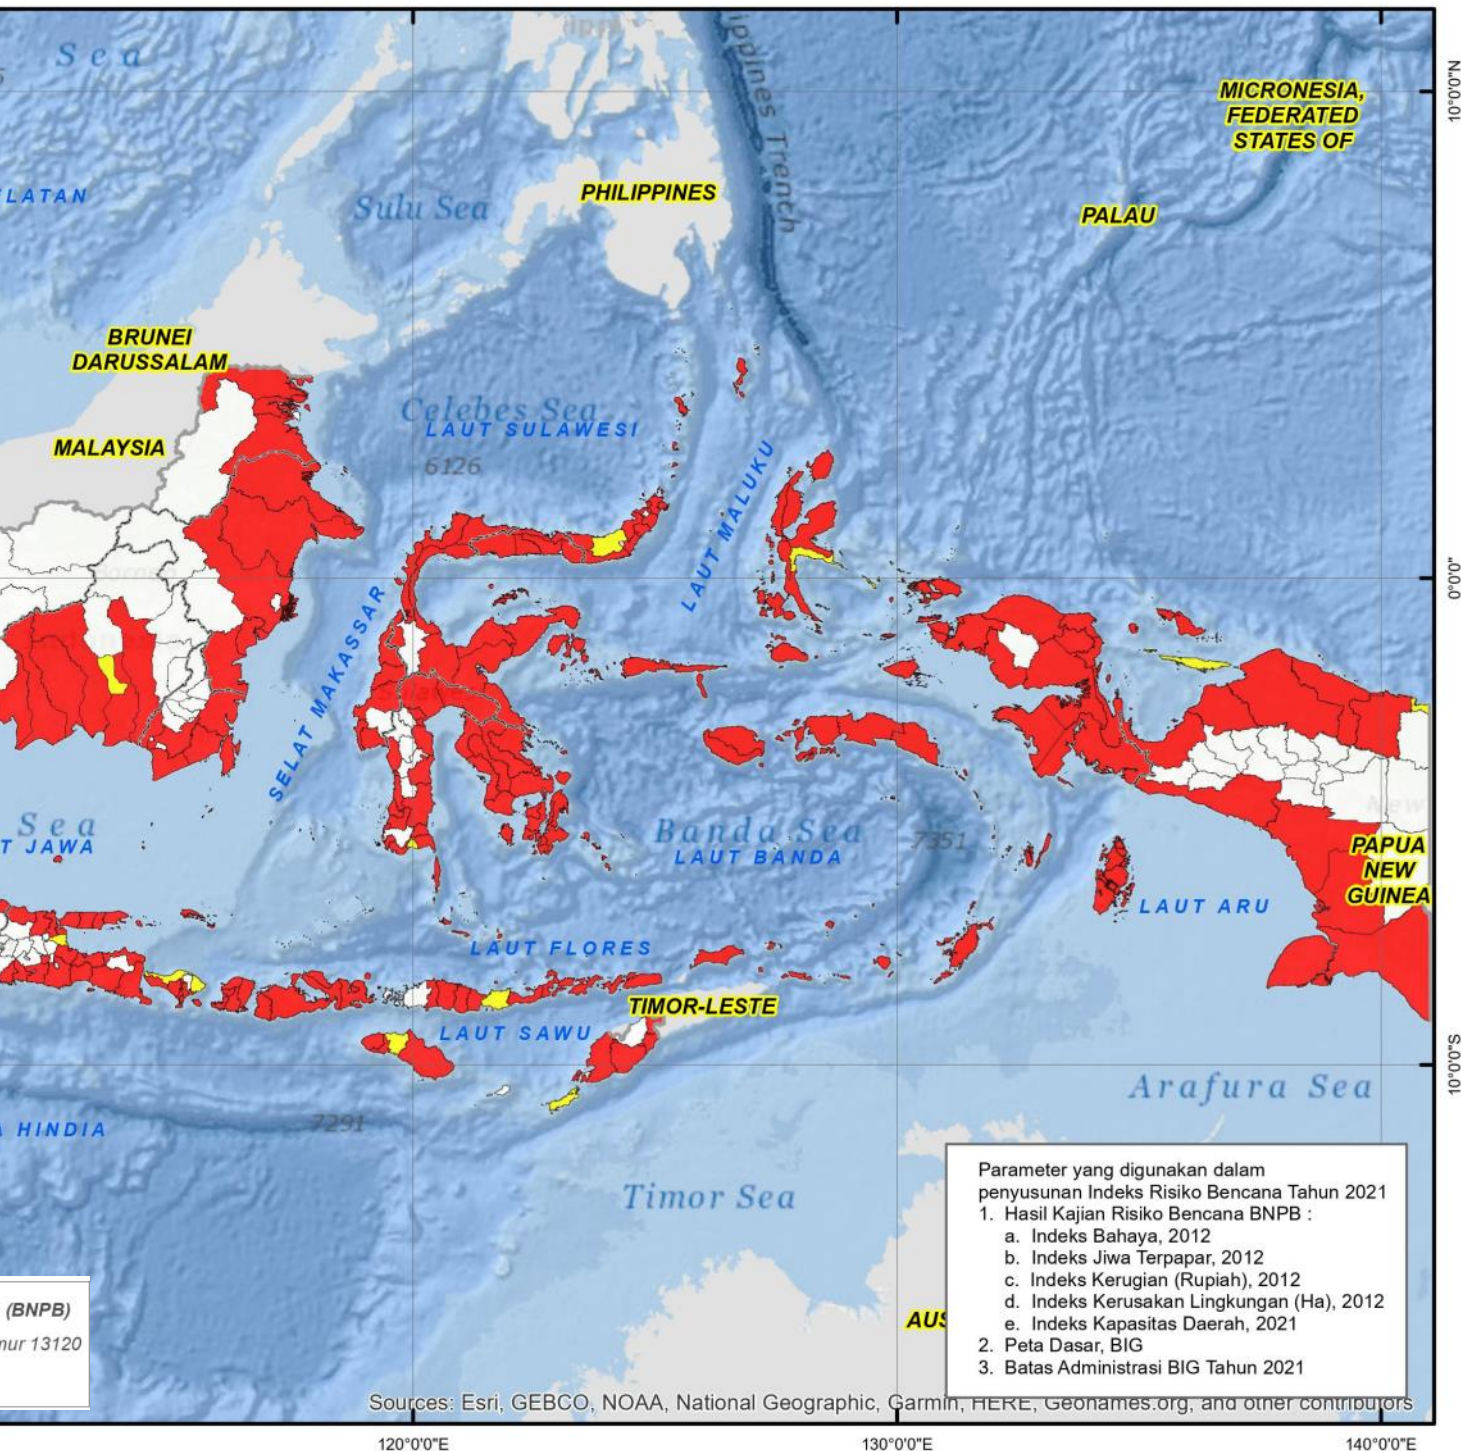 Sea
LATAN
Sulu Sea
PHILIPPINES
Philippines Trench
MICRONESIA,
FEDERATED
STATES OF
PALAU
10°0'0"N
BRUNEI
DARUSSALAM
MALAYSIA
Celebes Sea
LAUT SULAWESI
6126
LAUT MALUKU
SELAT MAKASSAR
Borneo
0°0'0"
Sea
T JAWA
Banda Sea
LAUT BANDA
7351
New
PAPUA
NEW
GUINEA
LAUT ARU
LAUT FLORES
TIMOR-LESTE
LAUT SAWU
10°0'0"S
Arafura Sea
HINDIA
7291
Timor Sea
Parameter yang digunakan dalam
penyusunan Indeks Risiko Bencana Tahun 2021
1. Hasil Kajian Risiko Bencana BNPB :
a. Indeks Bahaya, 2012
b. Indeks Jiwa Terpapar, 2012
c. Indeks Kerugian (Rupiah), 2012
d. Indeks Kerusakan Lingkungan (Ha), 2012
e. Indeks Kapasitas Daerah, 2021
2. Peta Dasar, BIG
3. Batas Administrasi BIG Tahun 2021
AUS
(BNPB)
mur 13120
Sources: Esri, GEBCO, NOAA, National Geographic, Garmin, HERE, Geonames.org, and other contributors
120°0'0"E
130°0'0"E
140°0'0"E